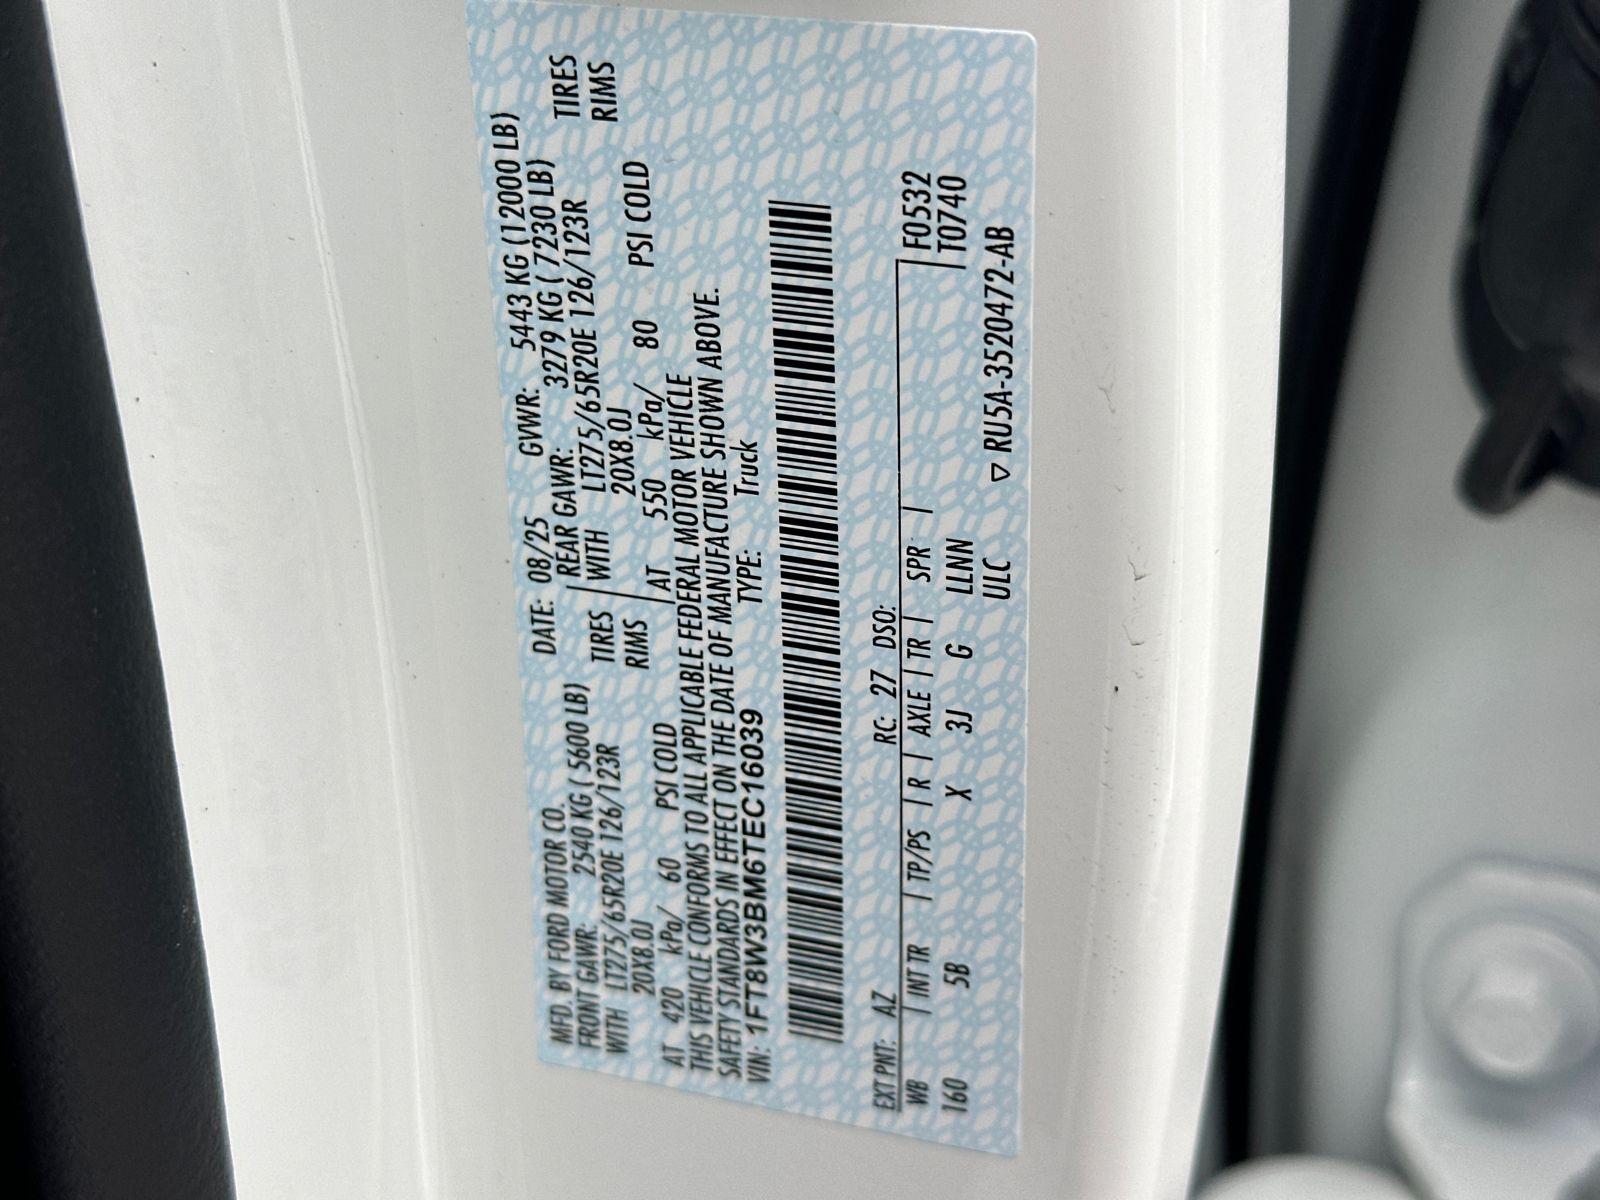 MFD. BY FORD MOTOR CO.
DATE: 08/25 GVWR: 5443 KG (12000 LB)
FRONT GAWR: 2540 KG ( 5600 LB)
REAR GAWR: 3279 KG ( 7230 LB)
WITH LT275/65R20E 126/123R TIRES
WITH LT275/65R20E 126/123R TIRES
20X8.0J RIMS
20X8.0J RIMS
AT 420 kPa/ 60 PSI COLD
AT 550 kPa/ 80 PSI COLD
THIS VEHICLE CONFORMS TO ALL APPLICABLE FEDERAL MOTOR VEHICLE
SAFETY STANDARDS IN EFFECT ON THE DATE OF MANUFACTURE SHOWN ABOVE.
VIN: 1FT8W3BM6TEC16039 TYPE: Truck
EXT PNT: AZ RC: 27 DSO: F0532
WB | INT TR | TP/PS | R | AXLE | TR | SPR | T0740
160 5B X 3J G LLNN
ULC ▽ RU5A-3520472-AB